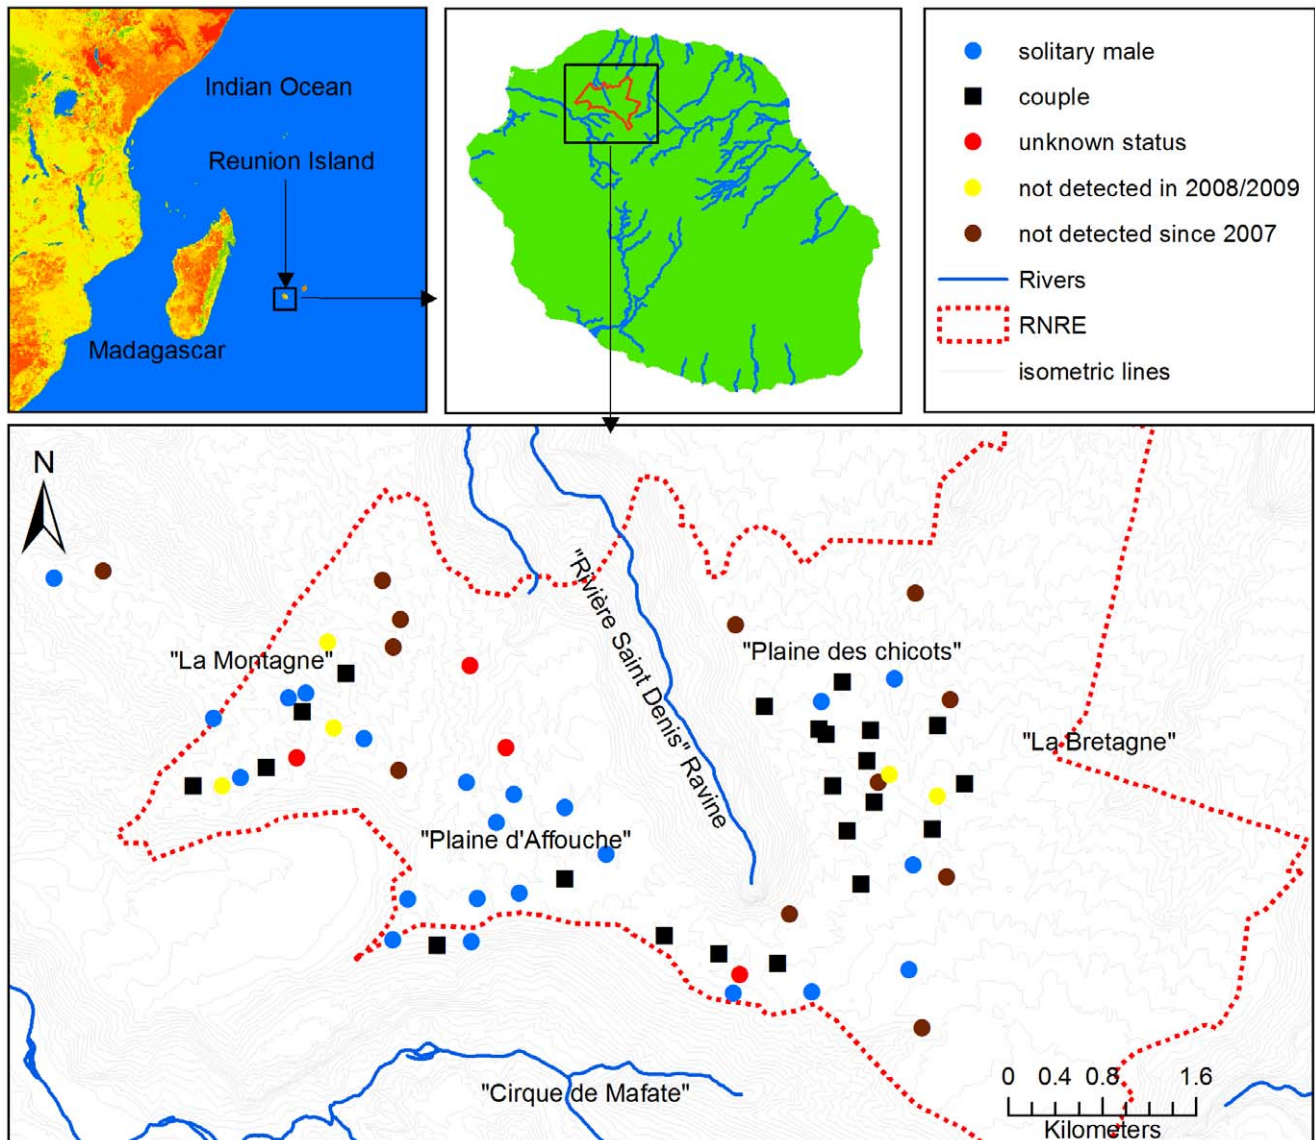 Indian Ocean
Reunion Island
Madagascar
solitary male
couple
unknown status
not detected in 2008/2009
not detected since 2007
Rivers
RNRE
isometric lines
N
"Rivière Saint Denis" Ravine
"La Montagne"
"Plaine des chicots"
"La Bretagne"
"Plaine d'Affouche"
"Cirque de Mafate"
0 0.4 0.8 1.6
Kilometers